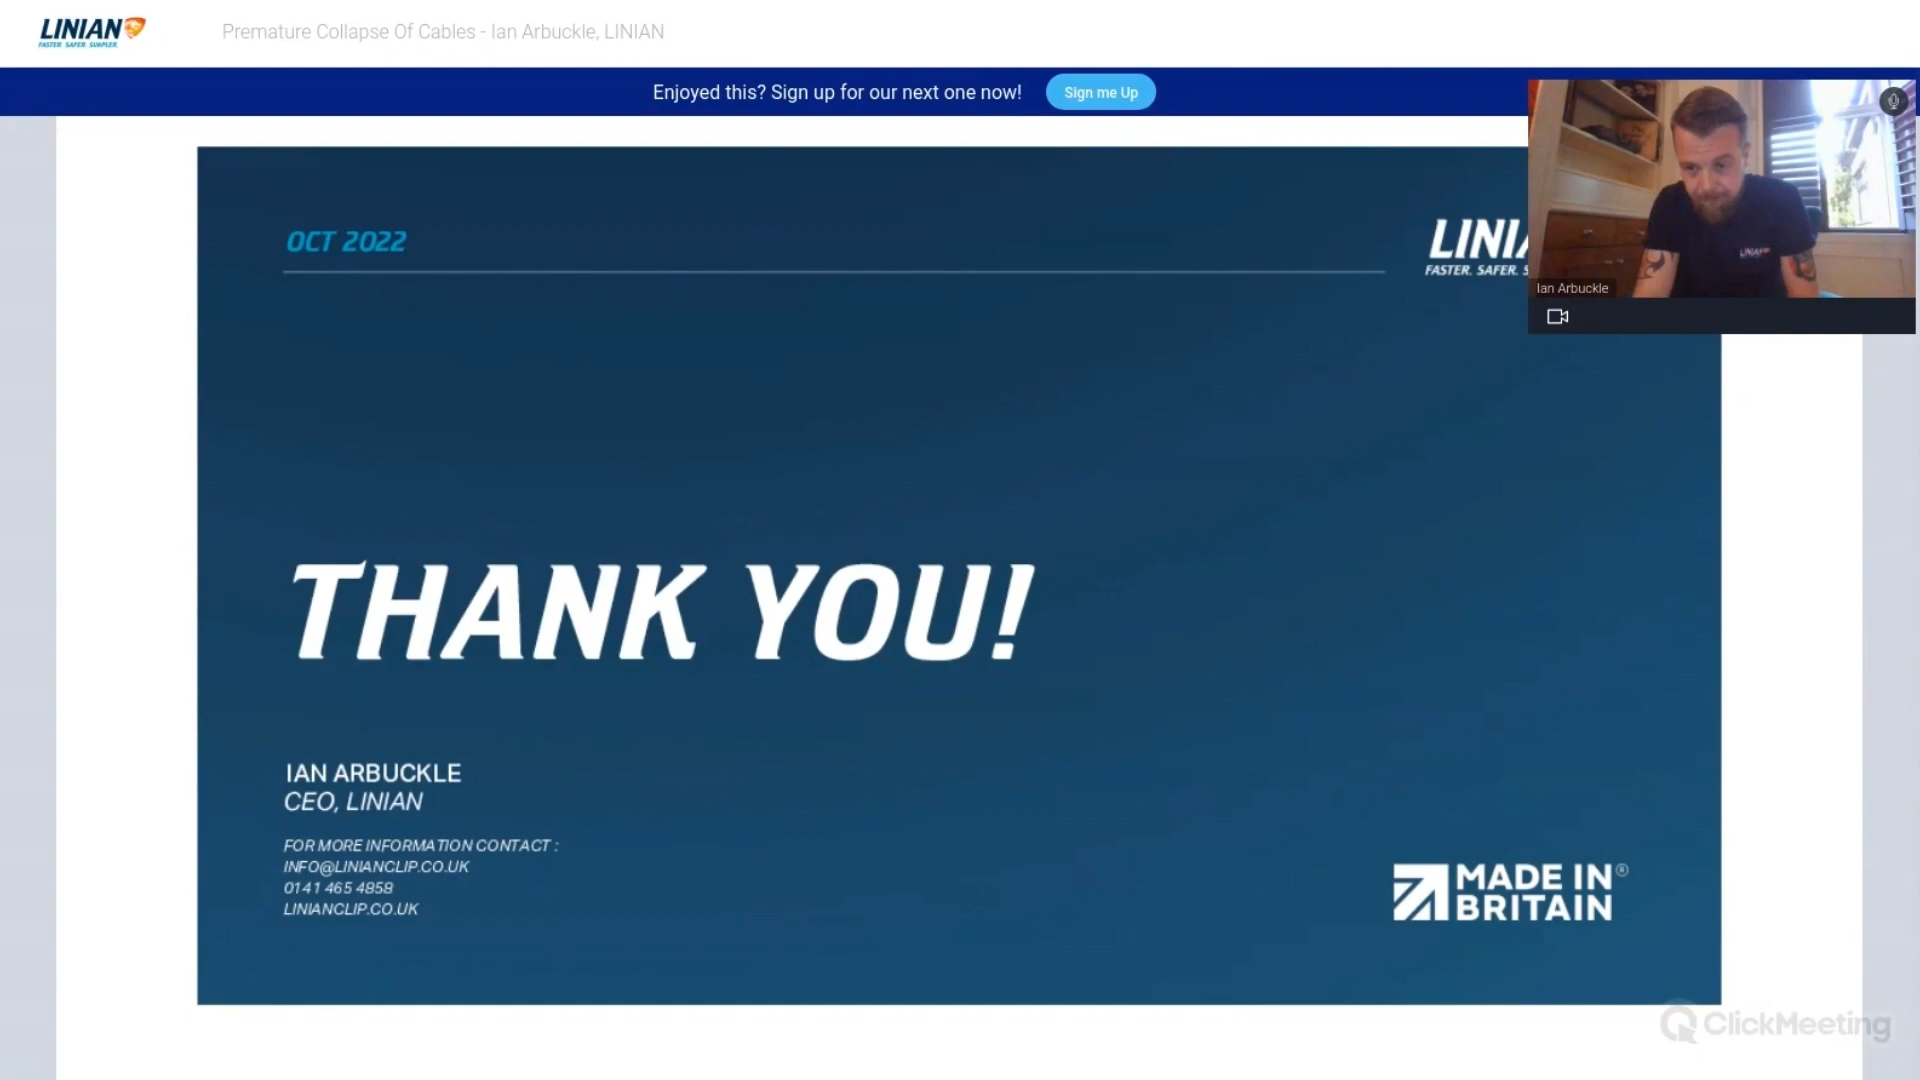 LINIAN
FASTER. SAFER. SIMPLER.
Premature Collapse Of Cables - Ian Arbuckle, LINIAN
Enjoyed this? Sign up for our next one now!
Sign me Up
OCT 2022
LINIA
FASTER. SAFER. S
LINIAN
Ian Arbuckle
THANK YOU!
IAN ARBUCKLE
CEO, LINIAN
FOR MORE INFORMATION CONTACT :
INFO@LINIANCLIP.CO.UK
0141 465 4858
LINIANCLIP.CO.UK
MADE IN®
BRITAIN
ClickMeeting